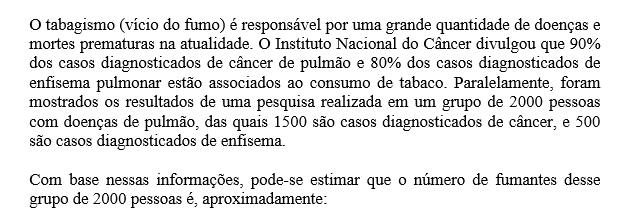 O tabagismo (vício do fumo) é responsável por uma grande quantidade de doenças e
mortes prematuras na atualidade. O Instituto Nacional do Câncer divulgou que 90%
dos casos diagnosticados de câncer de pulmão e 80% dos casos diagnosticados de
enfisema pulmonar estão associados ao consumo de tabaco. Paralelamente, foram
mostrados os resultados de uma pesquisa realizada em um grupo de 2000 pessoas
com doenças de pulmão, das quais 1500 são casos diagnosticados de câncer, e 500
são casos diagnosticados de enfisema.
Com base nessas informações, pode-se estimar que o número de fumantes desse
grupo de 2000 pessoas é, aproximadamente: